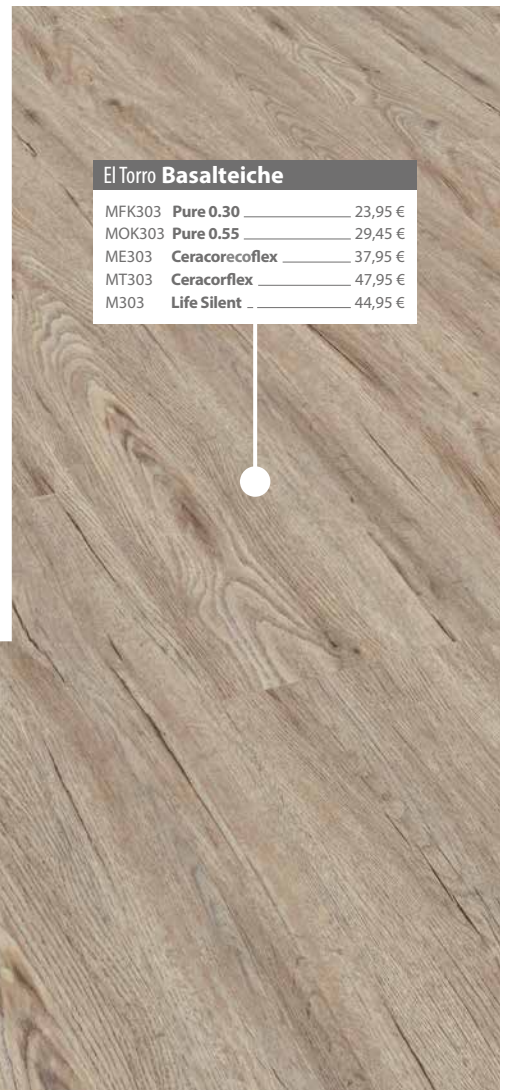 El Torro Basalteiche
MFK303 Pure 0.30 23,95 €
MOK303 Pure 0.55 29,45 €
ME303 Ceracorecoflex 37,95 €
MT303 Ceracorflex 47,95 €
M303 Life Silent 44,95 €